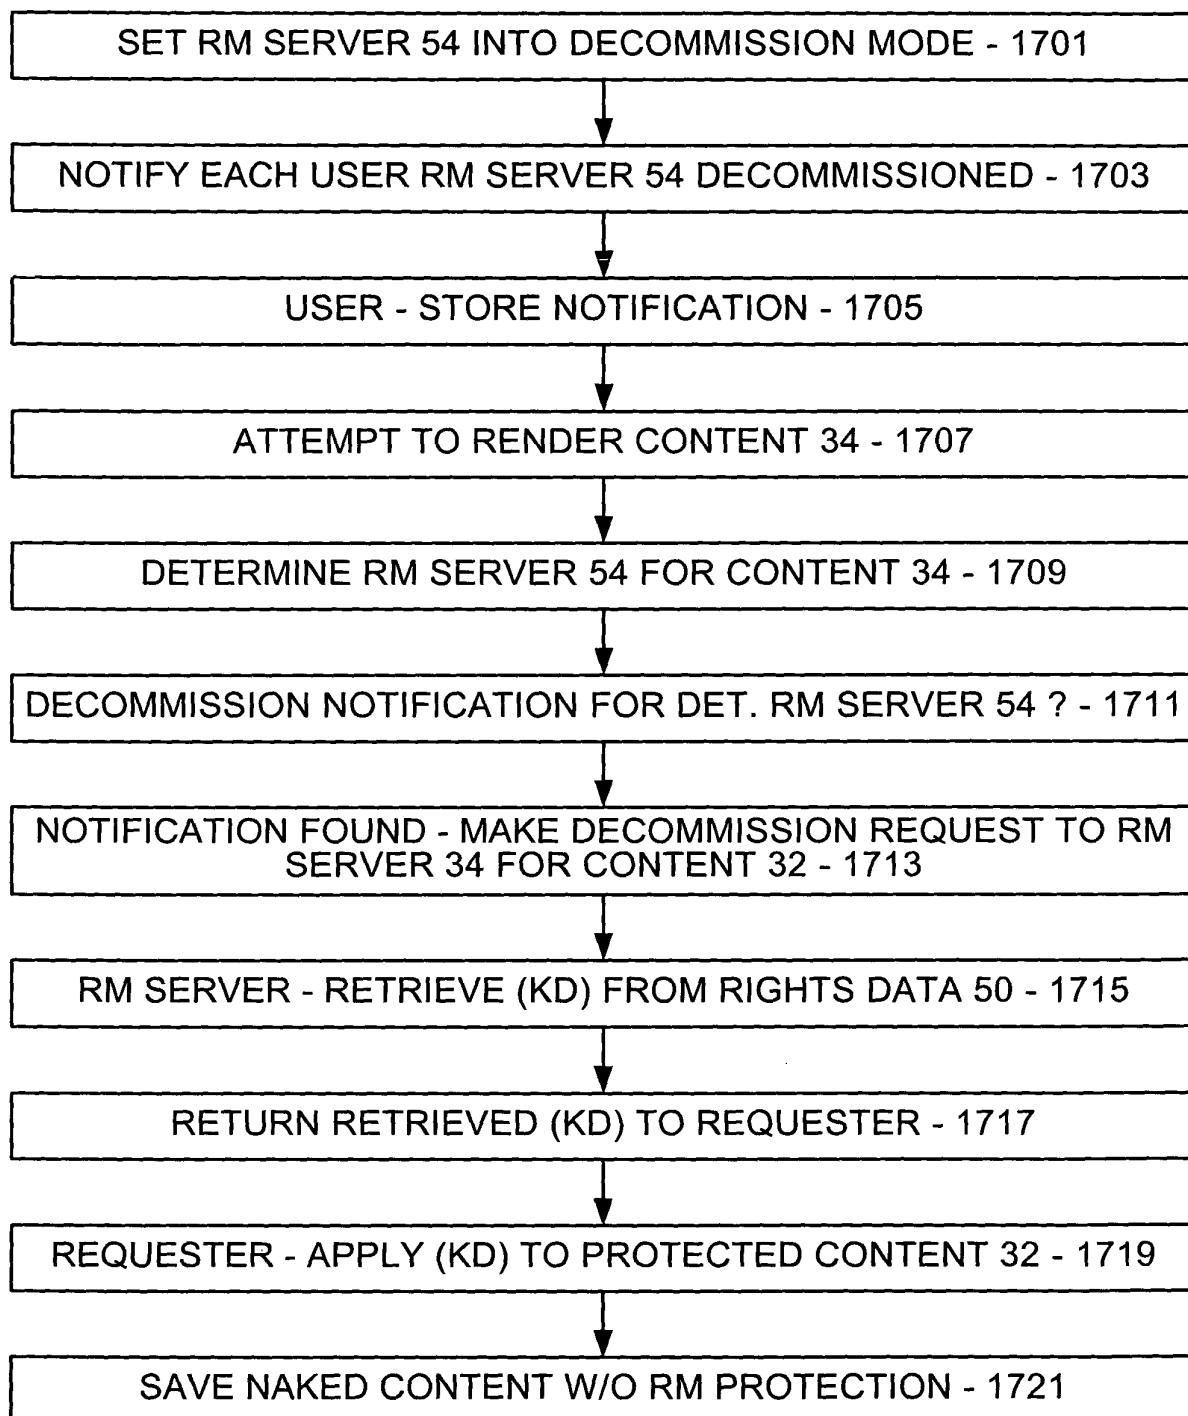 SET RM SERVER 54 INTO DECOMMISSION MODE - 1701
NOTIFY EACH USER RM SERVER 54 DECOMMISSIONED - 1703
USER - STORE NOTIFICATION - 1705
ATTEMPT TO RENDER CONTENT 34 - 1707
DETERMINE RM SERVER 54 FOR CONTENT 34 - 1709
DECOMMISSION NOTIFICATION FOR DET. RM SERVER 54 ? - 1711
NOTIFICATION FOUND - MAKE DECOMMISSION REQUEST TO RM
SERVER 34 FOR CONTENT 32 - 1713
RM SERVER - RETRIEVE (KD) FROM RIGHTS DATA 50 - 1715
RETURN RETRIEVED (KD) TO REQUESTER - 1717
REQUESTER - APPLY (KD) TO PROTECTED CONTENT 32 - 1719
SAVE NAKED CONTENT W/O RM PROTECTION - 1721